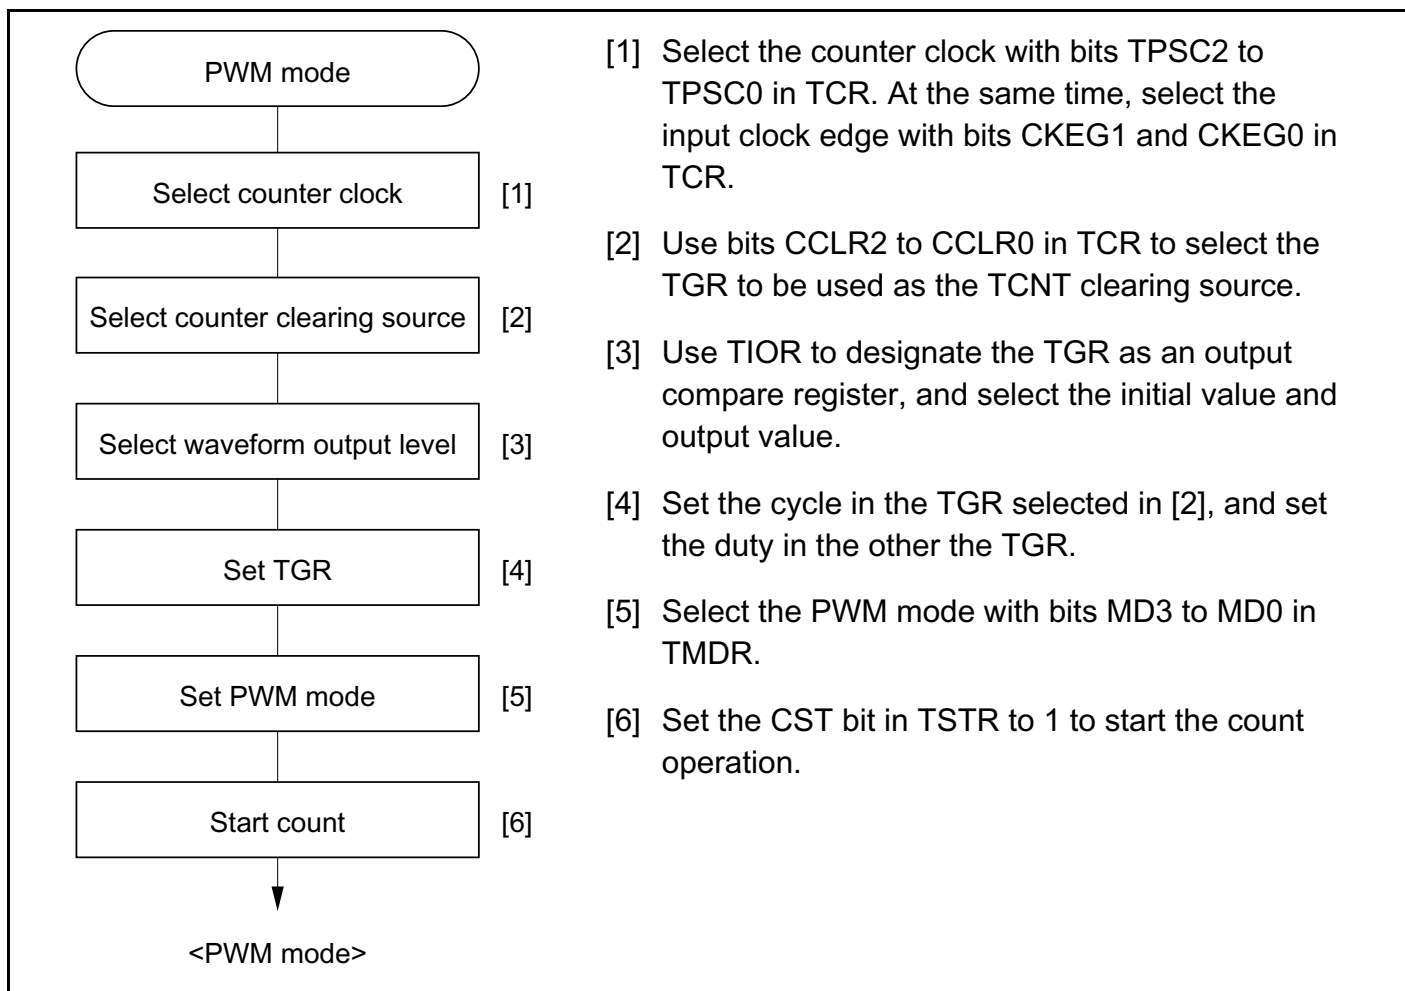 PWM mode
Select counter clock [1]
Select counter clearing source [2]
Select waveform output level [3]
Set TGR [4]
Set PWM mode [5]
Start count [6]
<PWM mode>
[1] Select the counter clock with bits TPSC2 to
TPSC0 in TCR. At the same time, select the
input clock edge with bits CKEG1 and CKEG0 in
TCR.
[2] Use bits CCLR2 to CCLR0 in TCR to select the
TGR to be used as the TCNT clearing source.
[3] Use TIOR to designate the TGR as an output
compare register, and select the initial value and
output value.
[4] Set the cycle in the TGR selected in [2], and set
the duty in the other the TGR.
[5] Select the PWM mode with bits MD3 to MD0 in
TMDR.
[6] Set the CST bit in TSTR to 1 to start the count
operation.